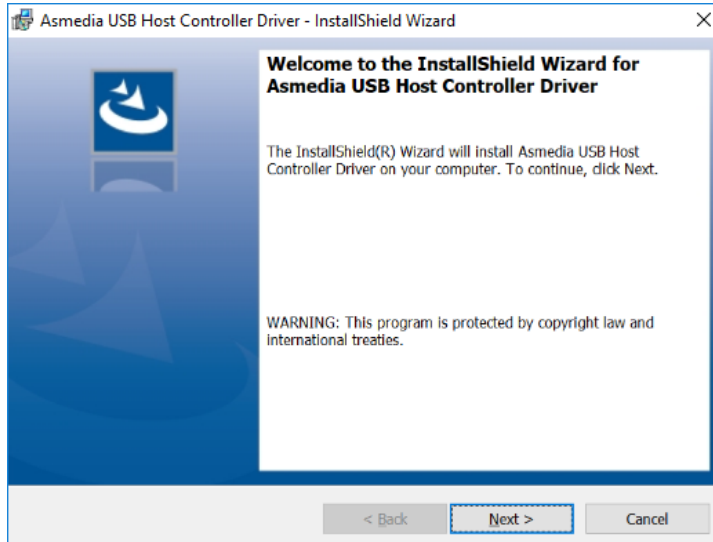 Asmedia USB Host Controller Driver - InstallShield Wizard
Welcome to the InstallShield Wizard for
Asmedia USB Host Controller Driver
The InstallShield(R) Wizard will install Asmedia USB Host
Controller Driver on your computer. To continue, click Next.
WARNING: This program is protected by copyright law and
international treaties.
< Back
Next >
Cancel